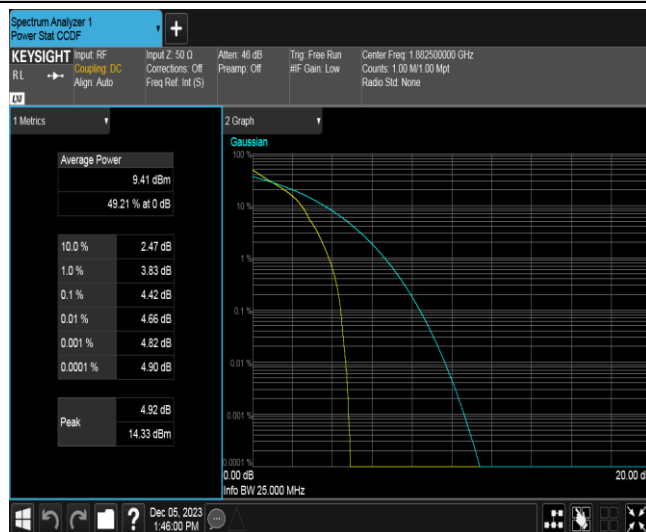 Spectrum Analyzer 1
Power Stat CCDF
KEYSIGHT
RL
LXI
Input: RF
Coupling: DC
Align: Auto
Input Z: 50 Ω
Corrections: Off
Freq Ref: Int (S)
Atten: 46 dB
Preamp: Off
Trig: Free Run
#IF Gain: Low
Center Freq: 1.882500000 GHz
Counts: 1.00 M/1.00 Mpt
Radio Std: None
1 Metrics
Average Power
9.41 dBm
49.21 % at 0 dB
10.0 % 2.47 dB
1.0 % 3.83 dB
0.1 % 4.42 dB
0.01 % 4.66 dB
0.001 % 4.82 dB
0.0001 % 4.90 dB
Peak
4.92 dB
14.33 dBm
2 Graph
Gaussian
100 %
10 %
1 %
0.1 %
0.01 %
0.001 %
0.0001 %
0.00 dB
20.00 d
Info BW 25.000 MHz
?
Dec 05, 2023
1:46:00 PM